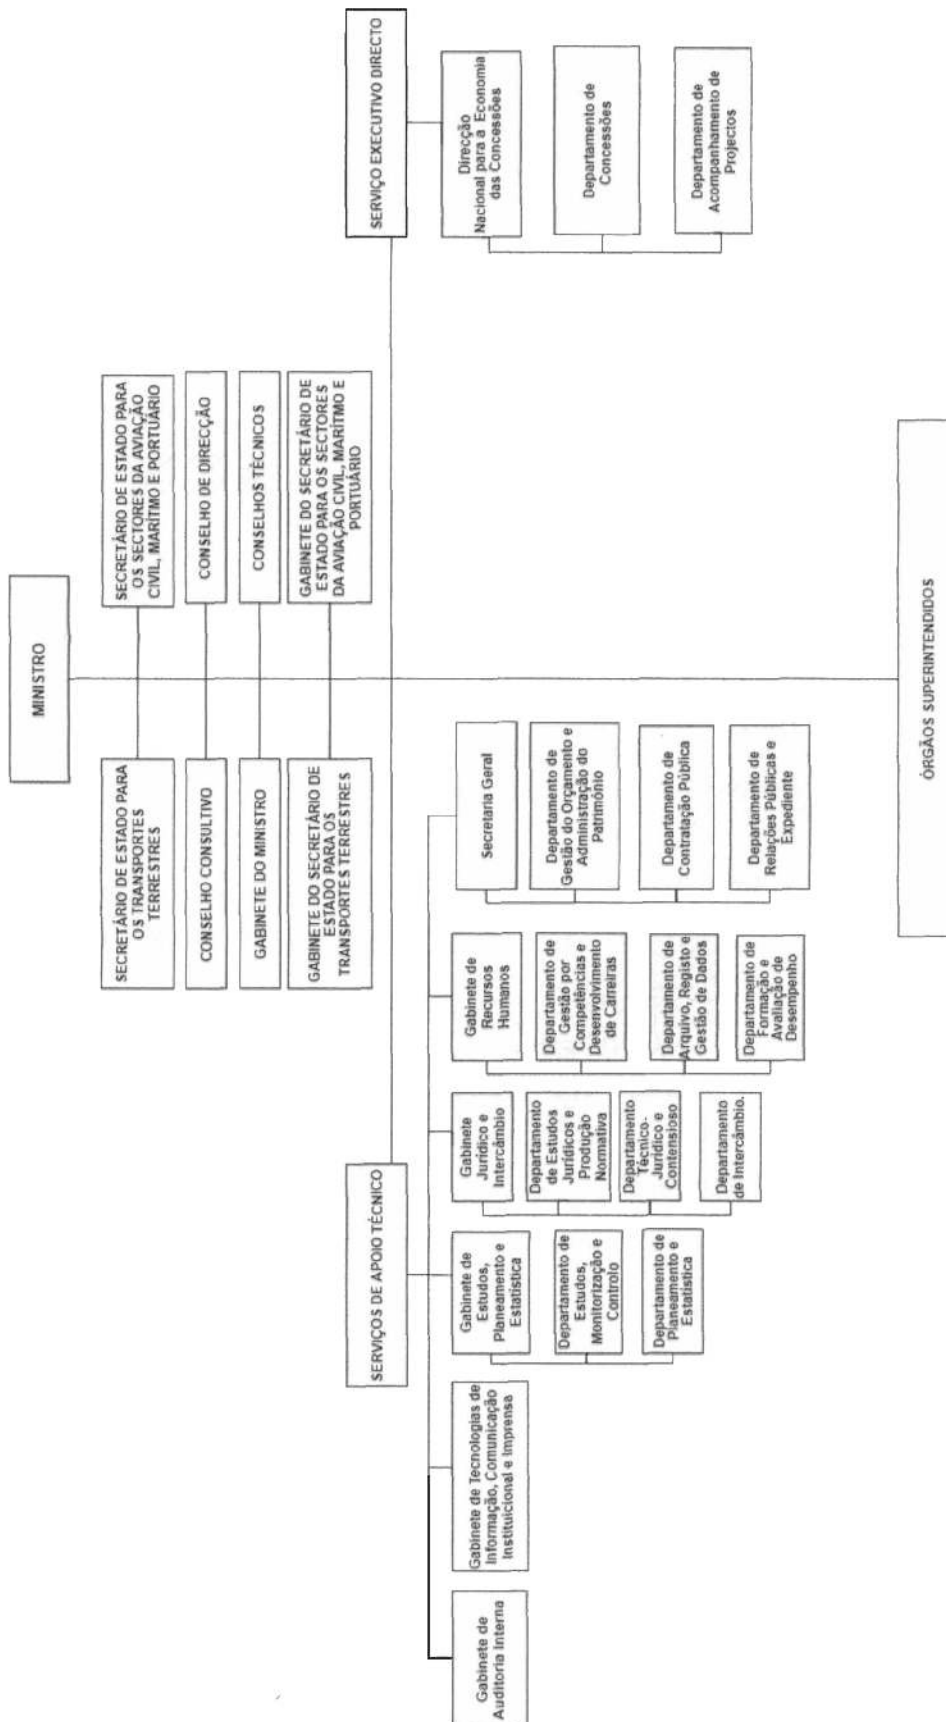 MINISTRO
SECRETÁRIO DE ESTADO PARA
OS TRANSPORTES
TERRESTRES
SECRETÁRIO DE ESTADO PARA
OS SECTORES DA AVIAÇÃO
CIVIL, MARÍTMO E PORTUÁRIO
CONSELHO CONSULTIVO
CONSELHO DE DIRECÇÃO
GABINETE DO MINISTRO
CONSELHOS TÉCNICOS
GABINETE DO SECRETÁRIO DE
ESTADO PARA OS
TRANSPORTES TERRESTRES
GABINETE DO SECRETÁRIO DE
ESTADO PARA OS SECTORES
DA AVIAÇÃO CIVIL, MARÍTMO E
PORTUÁRIO
SERVIÇOS DE APOIO TÉCNICO
SERVIÇO EXECUTIVO DIRECTO
Gabinete de
Auditoria Interna
Gabinete de Tecnologias de
Informação, Comunicação
Instituicional e Imprensa
Gabinete de
Estudos,
Planeamento e
Estatística
Departamento de
Estudos,
Monitorização e
Controlo
Departamento de
Planeamento e
Estatística
Gabinete
Jurídico e
Intercâmbio
Departamento
de Estudos
Jurídicos e
Produção
Normativa
Departamento
Técnico-
Jurídico e
Contensioso
Departamento
de Intercâmbio.
Gabinete de
Recursos
Humanos
Departamento de
Gestão por
Competências e
Desenvolvimento
de Carreiras
Departamento de
Arquivo, Registo e
Gestão de Dados
Departamento de
Formação e
Avaliação de
Desempenho
Secretaria Geral
Departamento de
Gestão do Orçamento e
Administração do
Património
Departamento de
Contratação Pública
Departamento de
Relações Públicas e
Expediente
Direcção
Nacional para a Economia
das Concessões
Departamento de
Concessões
Departamento de
Acompanhamento de
Projectos
ÓRGÃOS SUPERINTENDIDOS